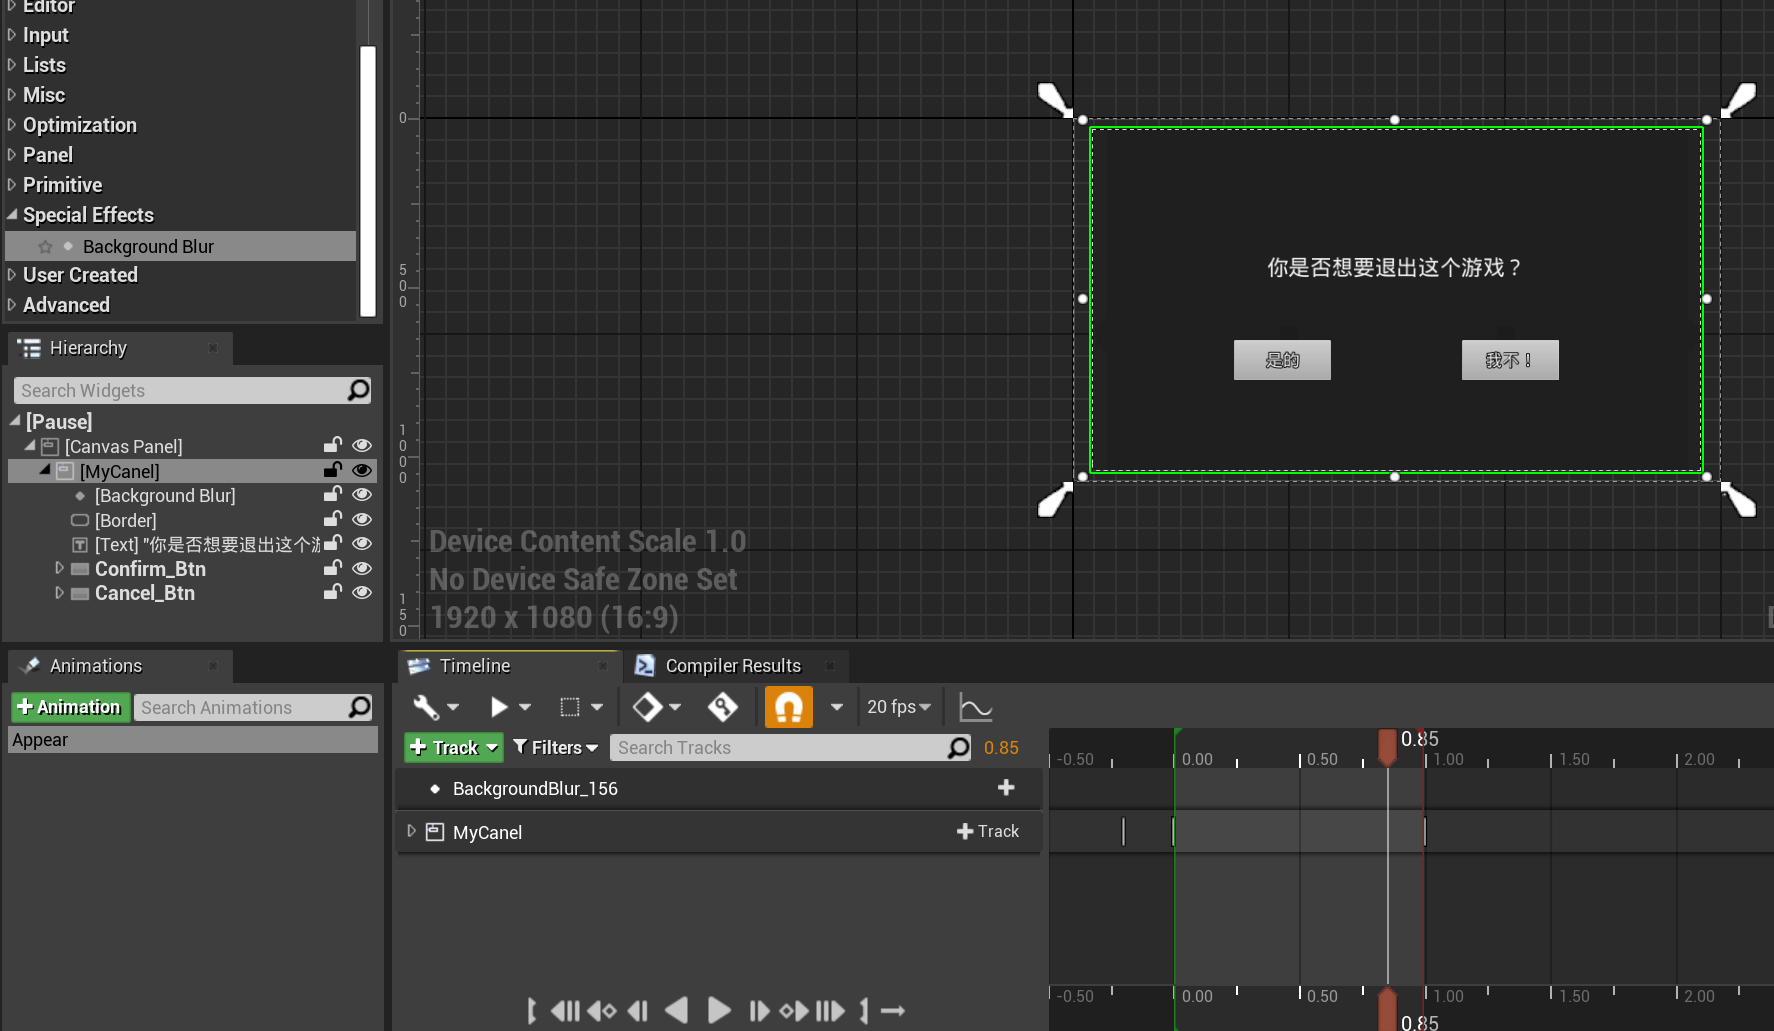 Editor
Input
Lists
Misc
Optimization
Panel
Primitive
Special Effects
Background Blur
User Created
Advanced
Hierarchy
Search Widgets
[Pause]
[Canvas Panel]
[MyCanel]
[Background Blur]
[Border]
[Text] "你是否想要退出这个游
Confirm_Btn
Cancel_Btn
0
500
1000
150
你是否想要退出这个游戏？
是的
我不！
Device Content Scale 1.0
No Device Safe Zone Set
1920 x 1080 (16:9)
Animations
Animation
Search Animations
Appear
Timeline
Compiler Results
20 fps
Track
Filters
Search Tracks
0.85
BackgroundBlur_156
MyCanel
Track
0.85
-0.50 0.00 0.50 1.00 1.50 2.00
-0.50 0.00 0.50 1.00 1.50 2.00
0.85